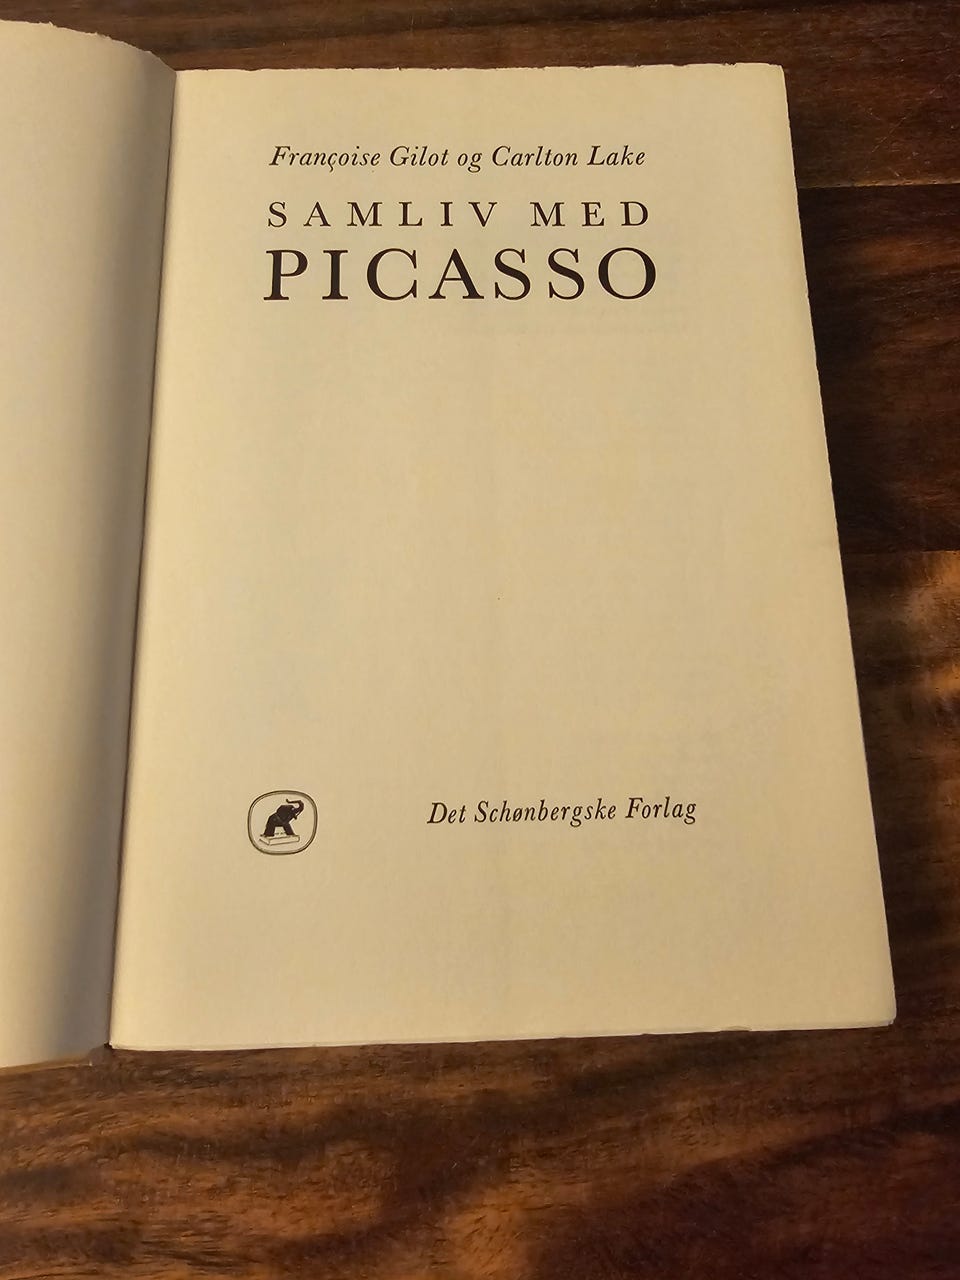 Françoise Gilot og Carlton Lake
SAMLIV MED
PICASSO
Det Schønbergske Forlag